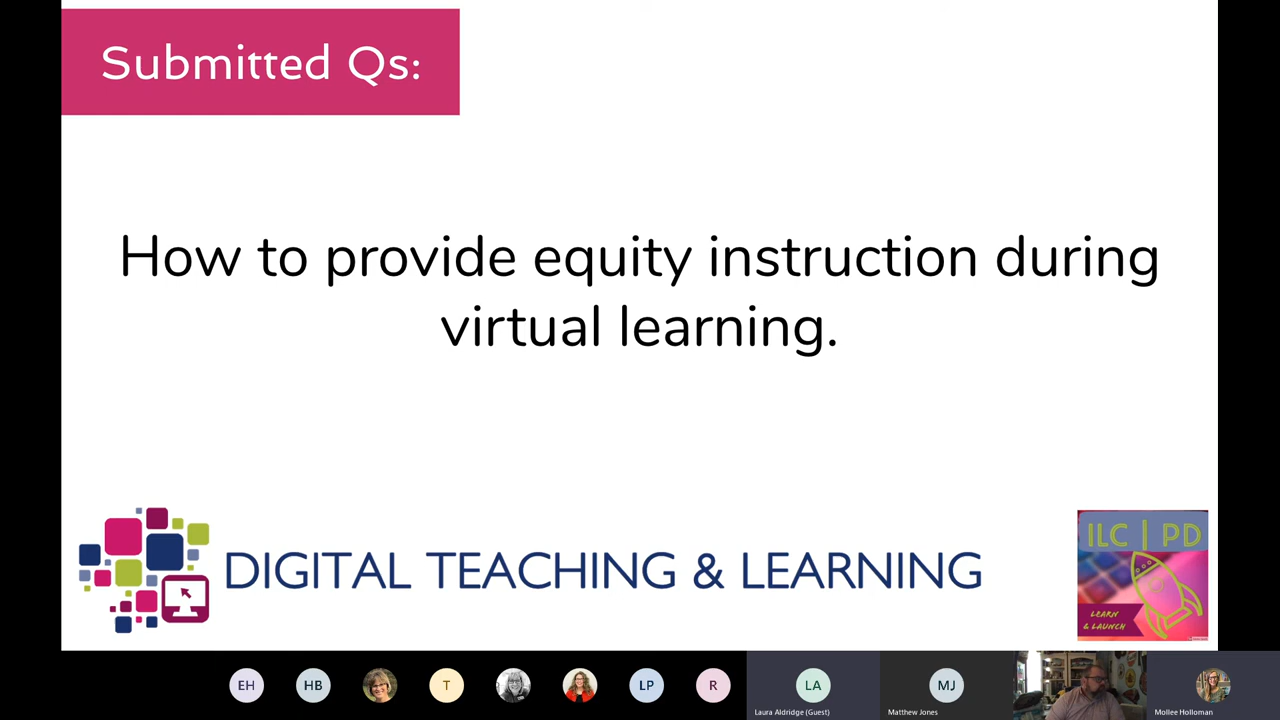 Submitted Qs:
How to provide equity instruction during
virtual learning.
DIGITAL TEACHING & LEARNING
ILC | PD
LEARN
& LAUNCH
EH
HB
T
LP
R
LA
MJ
Laura Aldridge (Guest)
Matthew Jones
Mollee Holloman